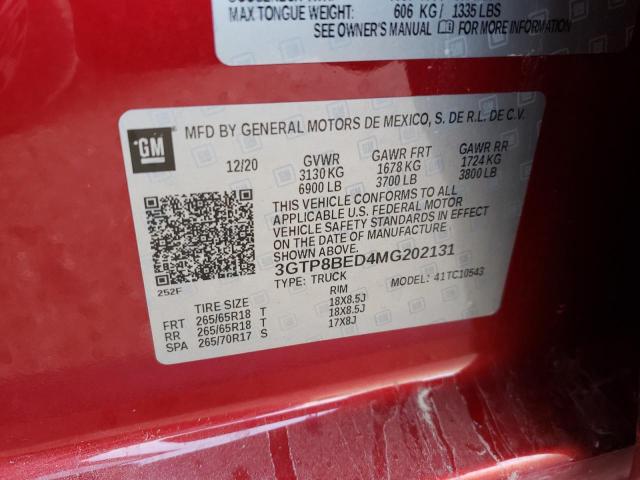 MAX TONGUE WEIGHT: 606 KG / 1335 LBS
SEE OWNER'S MANUAL FOR MORE INFORMATION
GM
MFD BY GENERAL MOTORS DE MEXICO, S. DE R.L. DE C.V.
12/20 GVWR GAWR FRT GAWR RR
3130 KG 1678 KG 1724 KG
6900 LB 3700 LB 3800 LB
THIS VEHICLE CONFORMS TO ALL
APPLICABLE U.S. FEDERAL MOTOR
VEHICLE SAFETY STANDARDS IN EFFECT
ON THE DATE OF MANUFACTURE
SHOWN ABOVE.
3GTP8BED4MG202131
TYPE: TRUCK MODEL: 41TC10543
252F
TIRE SIZE RIM
FRT 265/65R18 T 18X8.5J
RR 265/65R18 T 18X8.5J
SPA 265/70R17 S 17X8J